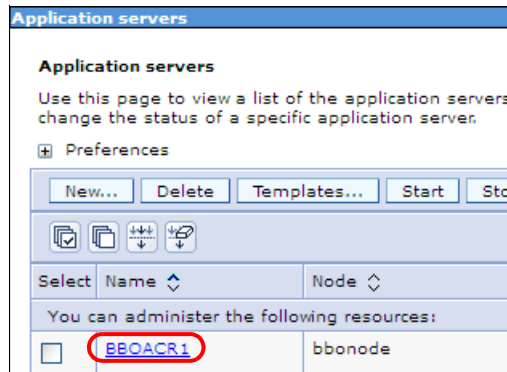 Application servers
Application servers
Use this page to view a list of the application servers
change the status of a specific application server.
Preferences
New... Delete Templates... Start
Select Name Node
You can administer the following resources:
BBOACR1 bbonode